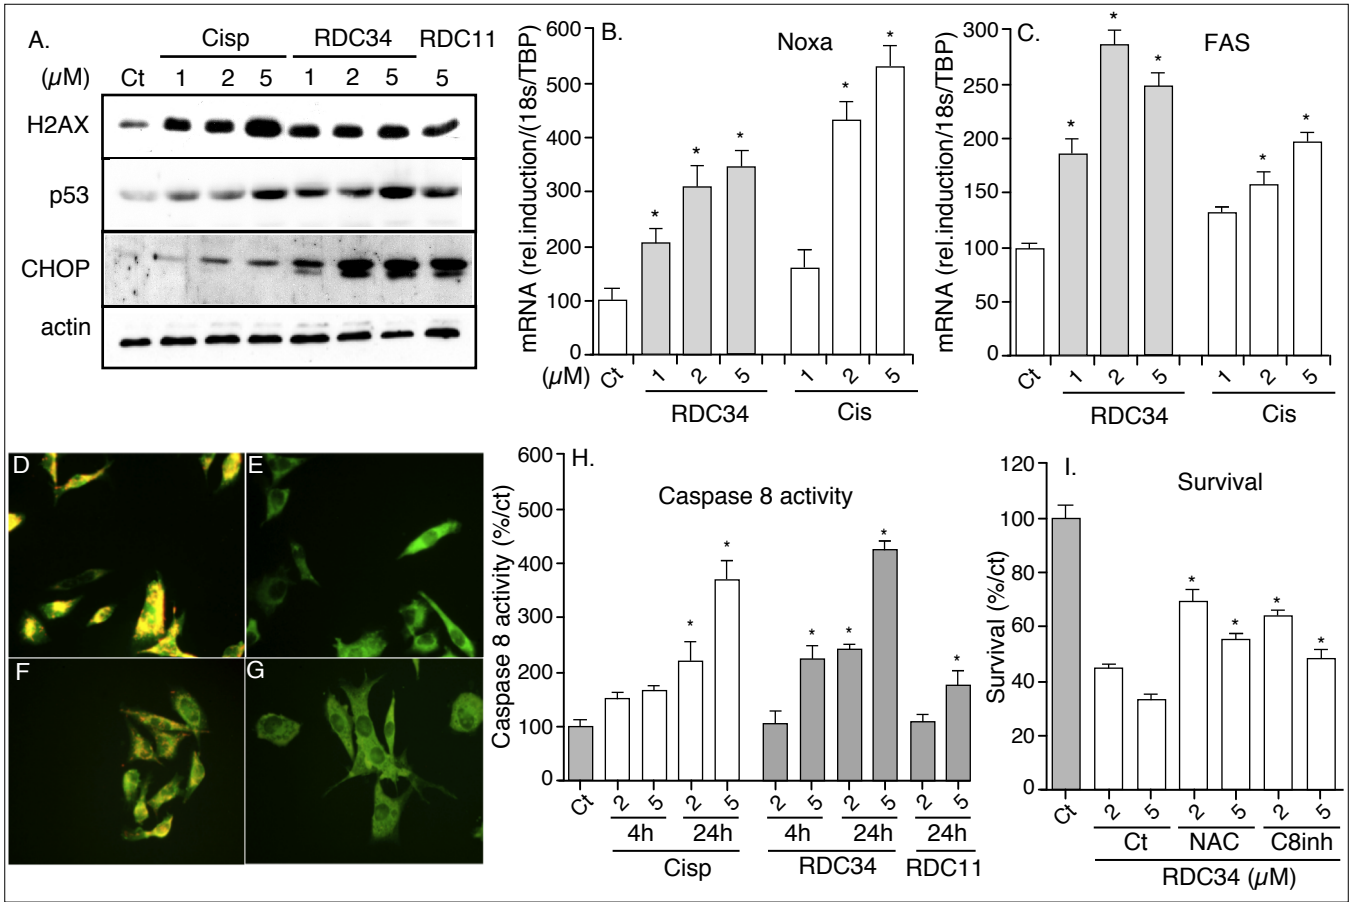 A.
Cisp RDC34 RDC11
(µM) Ct 1 2 5 1 2 5 5
H2AX
p53
CHOP
actin
B.
Noxa
mRNA (rel.induction/(18s/TBP)
600
500
400
300
200
100
0
(µM) Ct 1 2 5 1 2 5
RDC34 Cis
* * * * *
C.
FAS
mRNA (rel.induction/18s/TBP)
300
250
200
150
100
50
0
Ct 1 2 5 1 2 5
RDC34 Cis
* * * * *
D E
F G
H.
Caspase 8 activity
Caspase 8 activity (%/ct)
600
500
400
300
200
100
0
Ct 2 5 2 5 2 5 2 5 2 5
4h 24h 4h 24h 24h
Cisp RDC34 RDC11
* * * * * *
I.
Survival
Survival (%/ct)
120
100
80
60
40
20
0
Ct 2 5 2 5 2 5
Ct NAC C8inh
RDC34 (µM)
* * * *